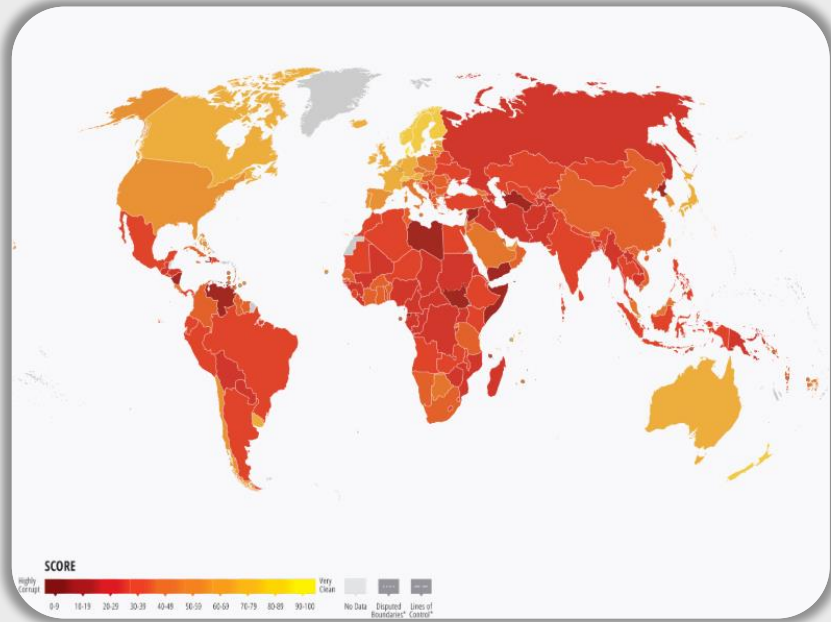 SCORE
Highly
Corrupt
Very
Clean
0-9 10-19 20-29 30-39 40-49 50-59 60-69 70-79 80-89 90-100
No Data
Disputed
Boundaries*
Lines of
Control*